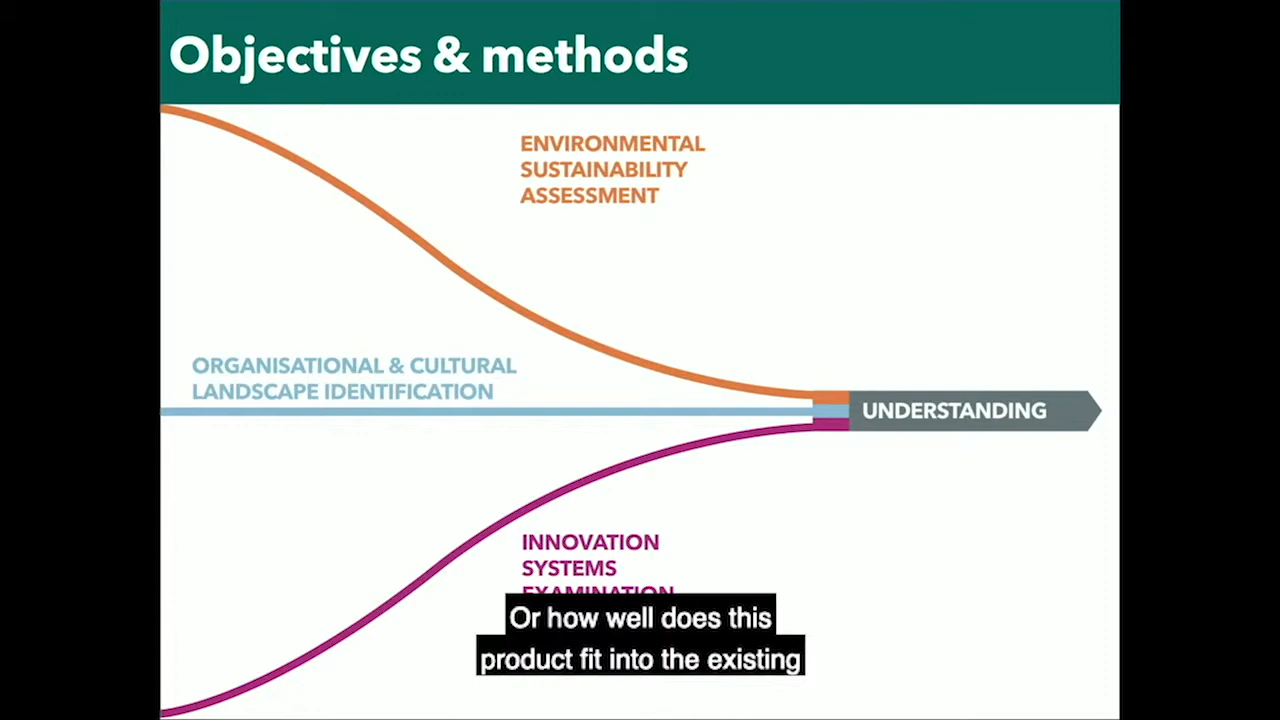 Objectives & methods
ENVIRONMENTAL
SUSTAINABILITY
ASSESSMENT
ORGANISATIONAL & CULTURAL
LANDSCAPE IDENTIFICATION
UNDERSTANDING
INNOVATION
SYSTEMS
EXAMINATION
Or how well does this
product fit into the existing